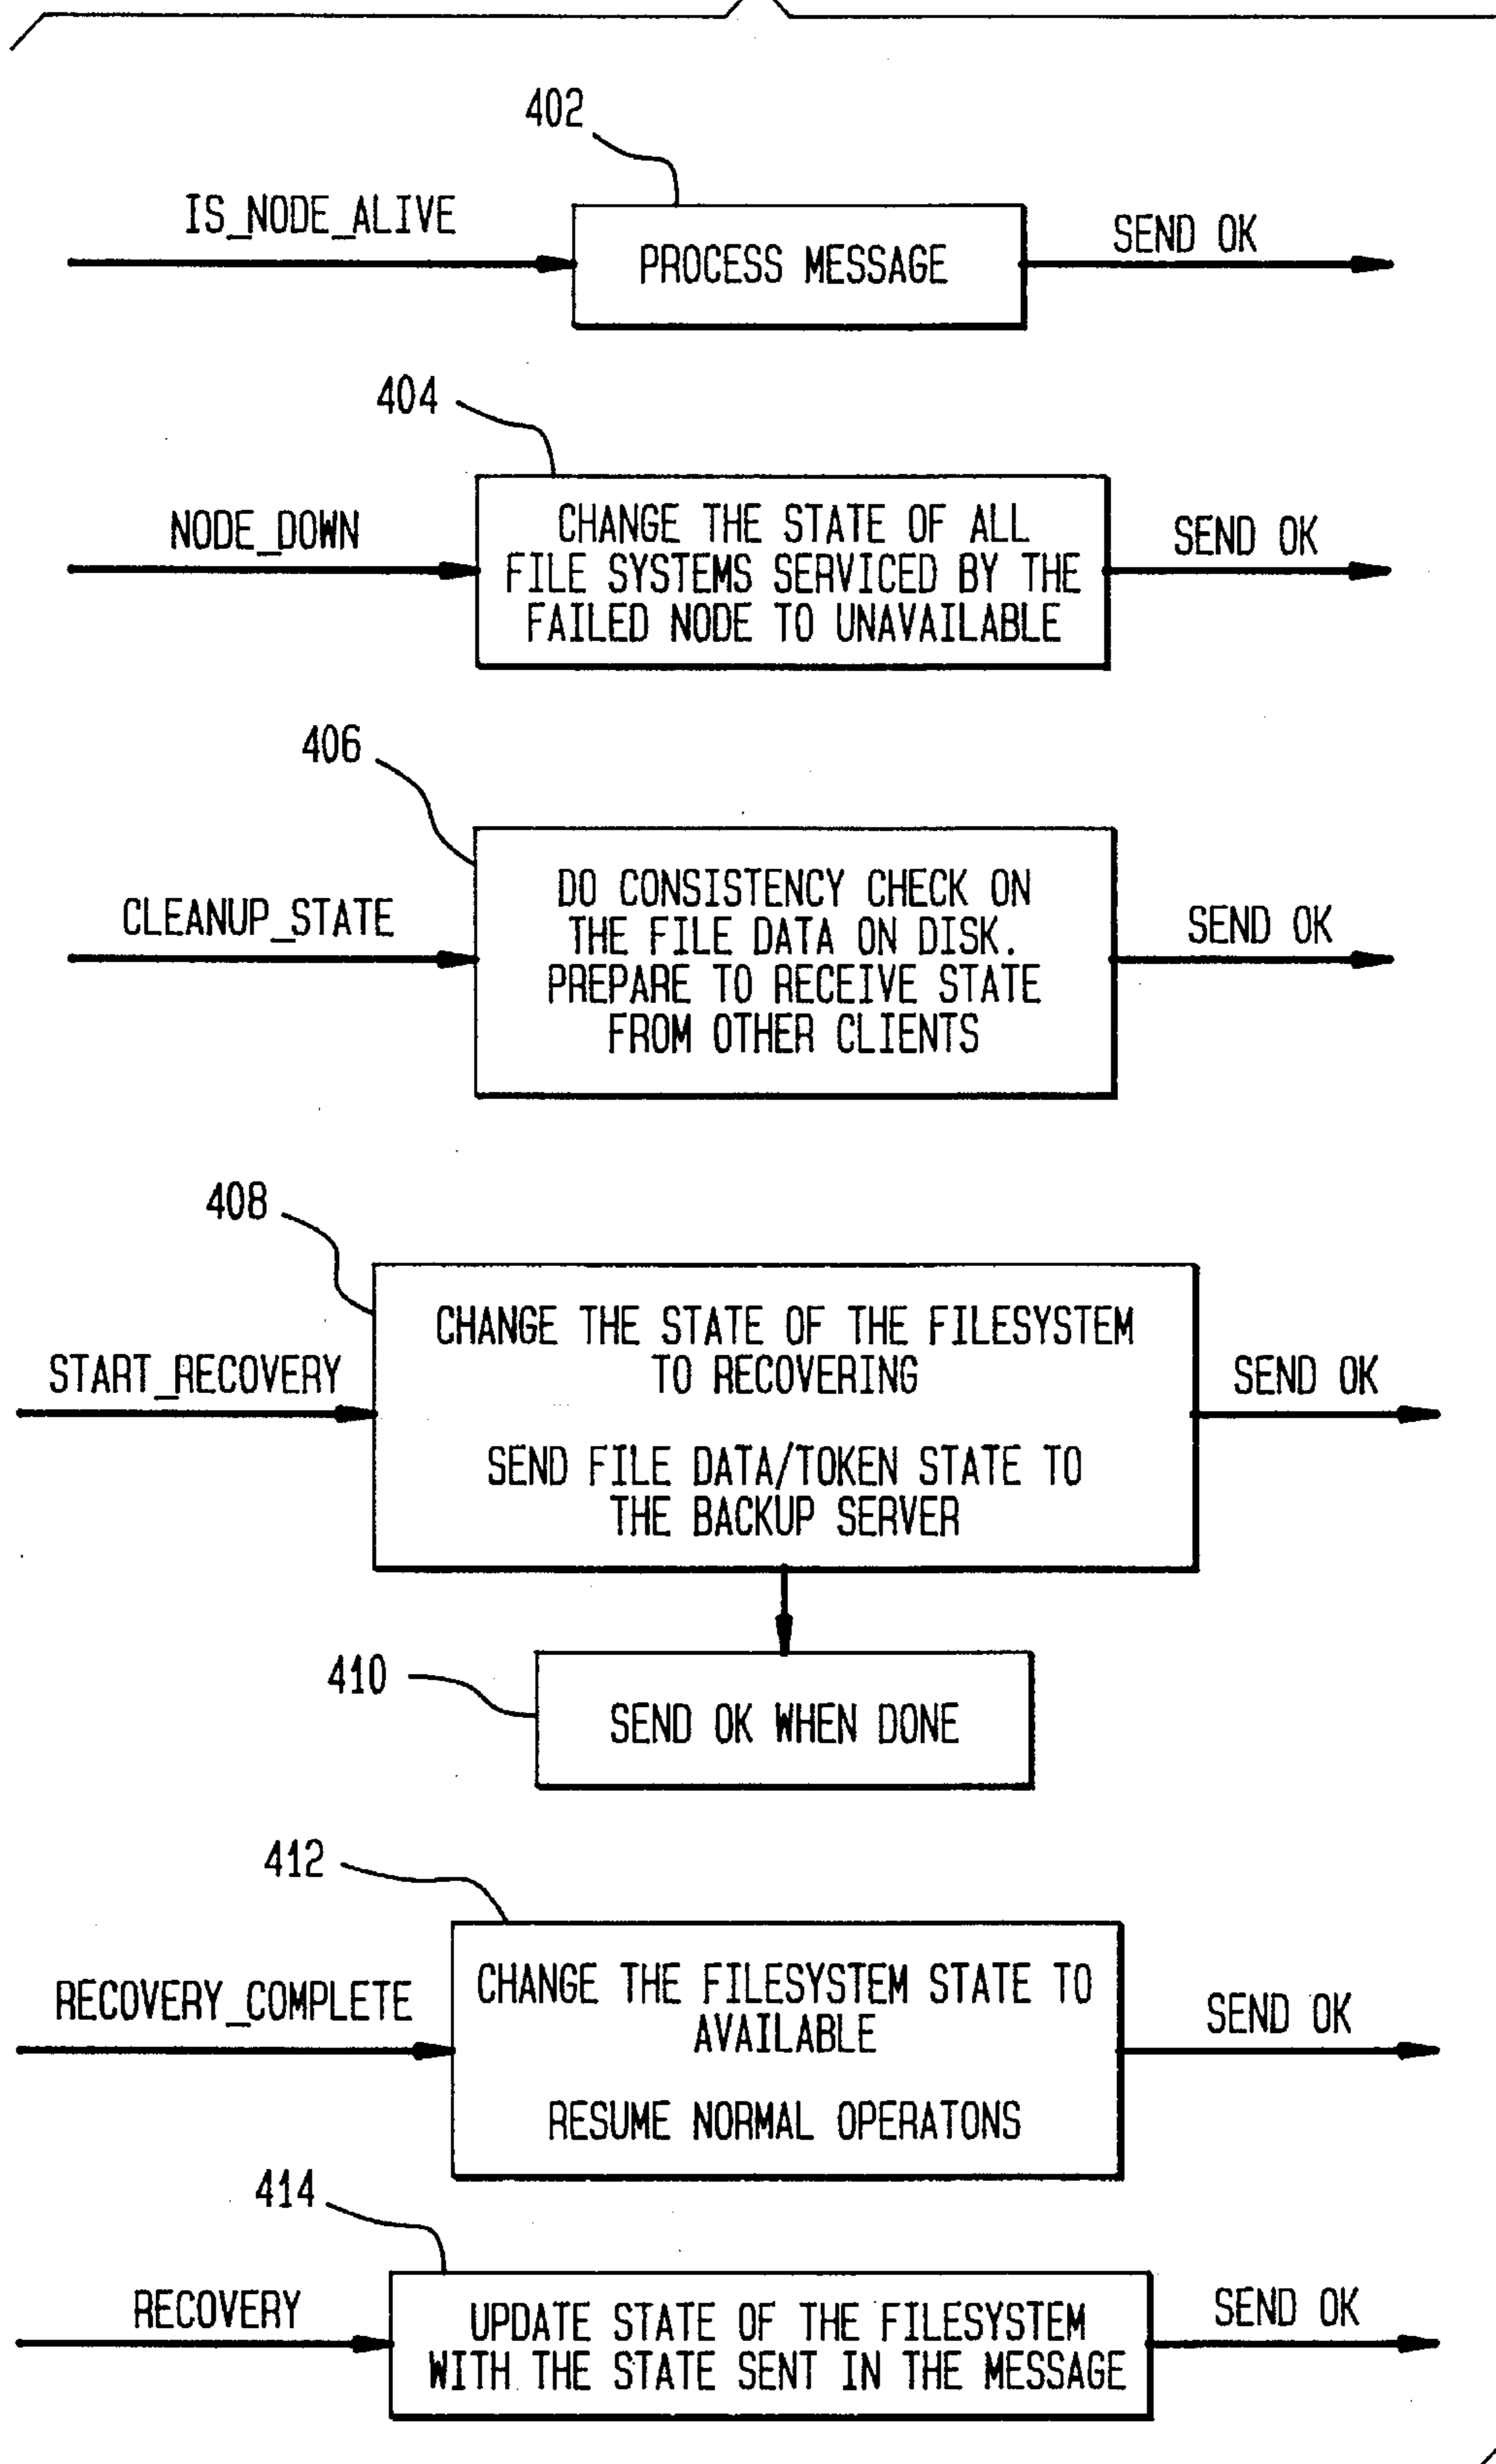 402
IS_NODE_ALIVE
PROCESS MESSAGE
SEND OK
404
NODE_DOWN
CHANGE THE STATE OF ALL
FILE SYSTEMS SERVICED BY THE
FAILED NODE TO UNAVAILABLE
SEND OK
406
CLEANUP_STATE
DO CONSISTENCY CHECK ON
THE FILE DATA ON DISK.
PREPARE TO RECEIVE STATE
FROM OTHER CLIENTS
SEND OK
408
START_RECOVERY
CHANGE THE STATE OF THE FILESYSTEM
TO RECOVERING
SEND FILE DATA/TOKEN STATE TO
THE BACKUP SERVER
SEND OK
410
SEND OK WHEN DONE
412
RECOVERY_COMPLETE
CHANGE THE FILESYSTEM STATE TO
AVAILABLE
RESUME NORMAL OPERATONS
SEND OK
414
RECOVERY
UPDATE STATE OF THE FILESYSTEM
WITH THE STATE SENT IN THE MESSAGE
SEND OK